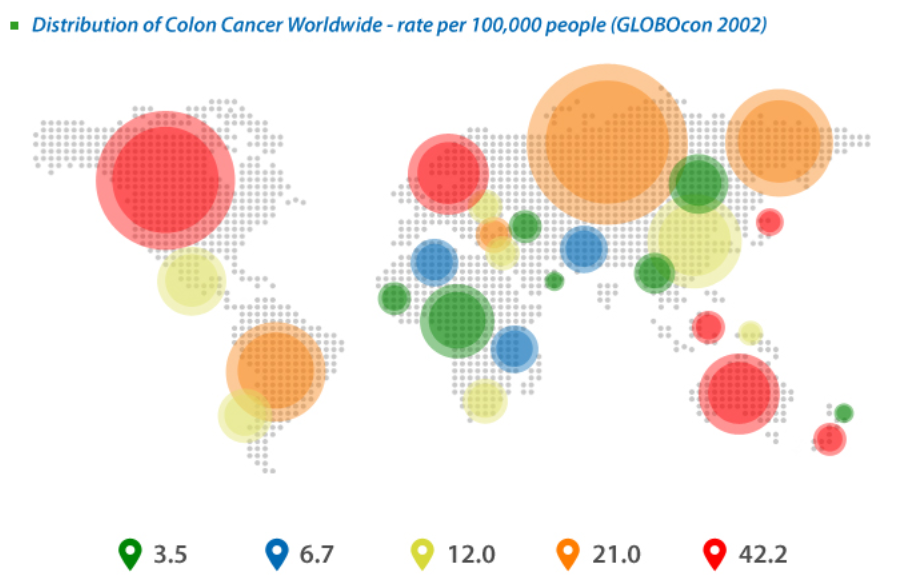 Distribution of Colon Cancer Worldwide - rate per 100,000 people (GLOBOcon 2002)
3.5 6.7 12.0 21.0 42.2